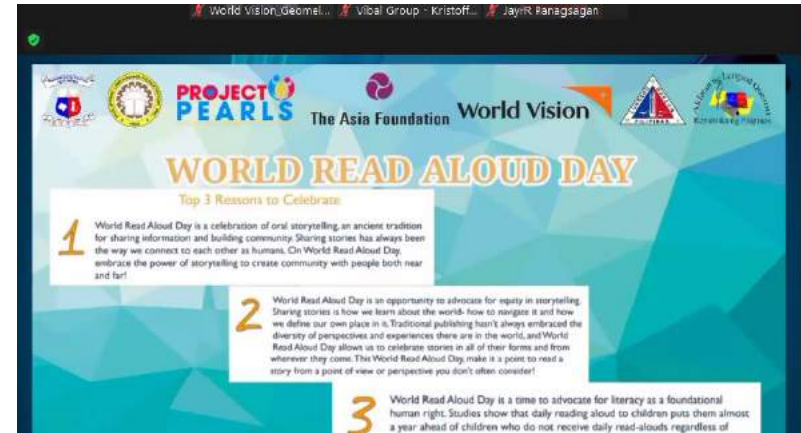 World Vision_Geomel...
Vibal Group - Kristoff...
JayrR Panagsagan
PROJECT
PEARLS
The Asia Foundation
World Vision
WORLD READ ALOUD DAY
Top 3 Reasons to Celebrate
1
World Read Aloud Day is a celebration of oral storytelling, an ancient tradition
for sharing information and building community. Sharing stories has always been
the way we connect to each other as humans. On World Read Aloud Day,
embrace the power of storytelling to create community with people both near
and far!
2
World Read Aloud Day is an opportunity to advocate for equity in storytelling.
Sharing stories is how we learn about the world- how to navigate it and how
we define our own place in it. Traditional publishing hasn't always embraced the
diversity of perspectives and experiences there are in the world, and World
Read Aloud Day allows us to celebrate stories in all of their forms and from
wherever they come. This World Read Aloud Day, make it a point to read a
story from a point of view or perspective you don't often consider!
3
World Read Aloud Day is a time to advocate for literacy as a foundational
human right. Studies show that daily reading aloud to children puts them almost
a year ahead of children who do not receive daily read-alouds regardless of